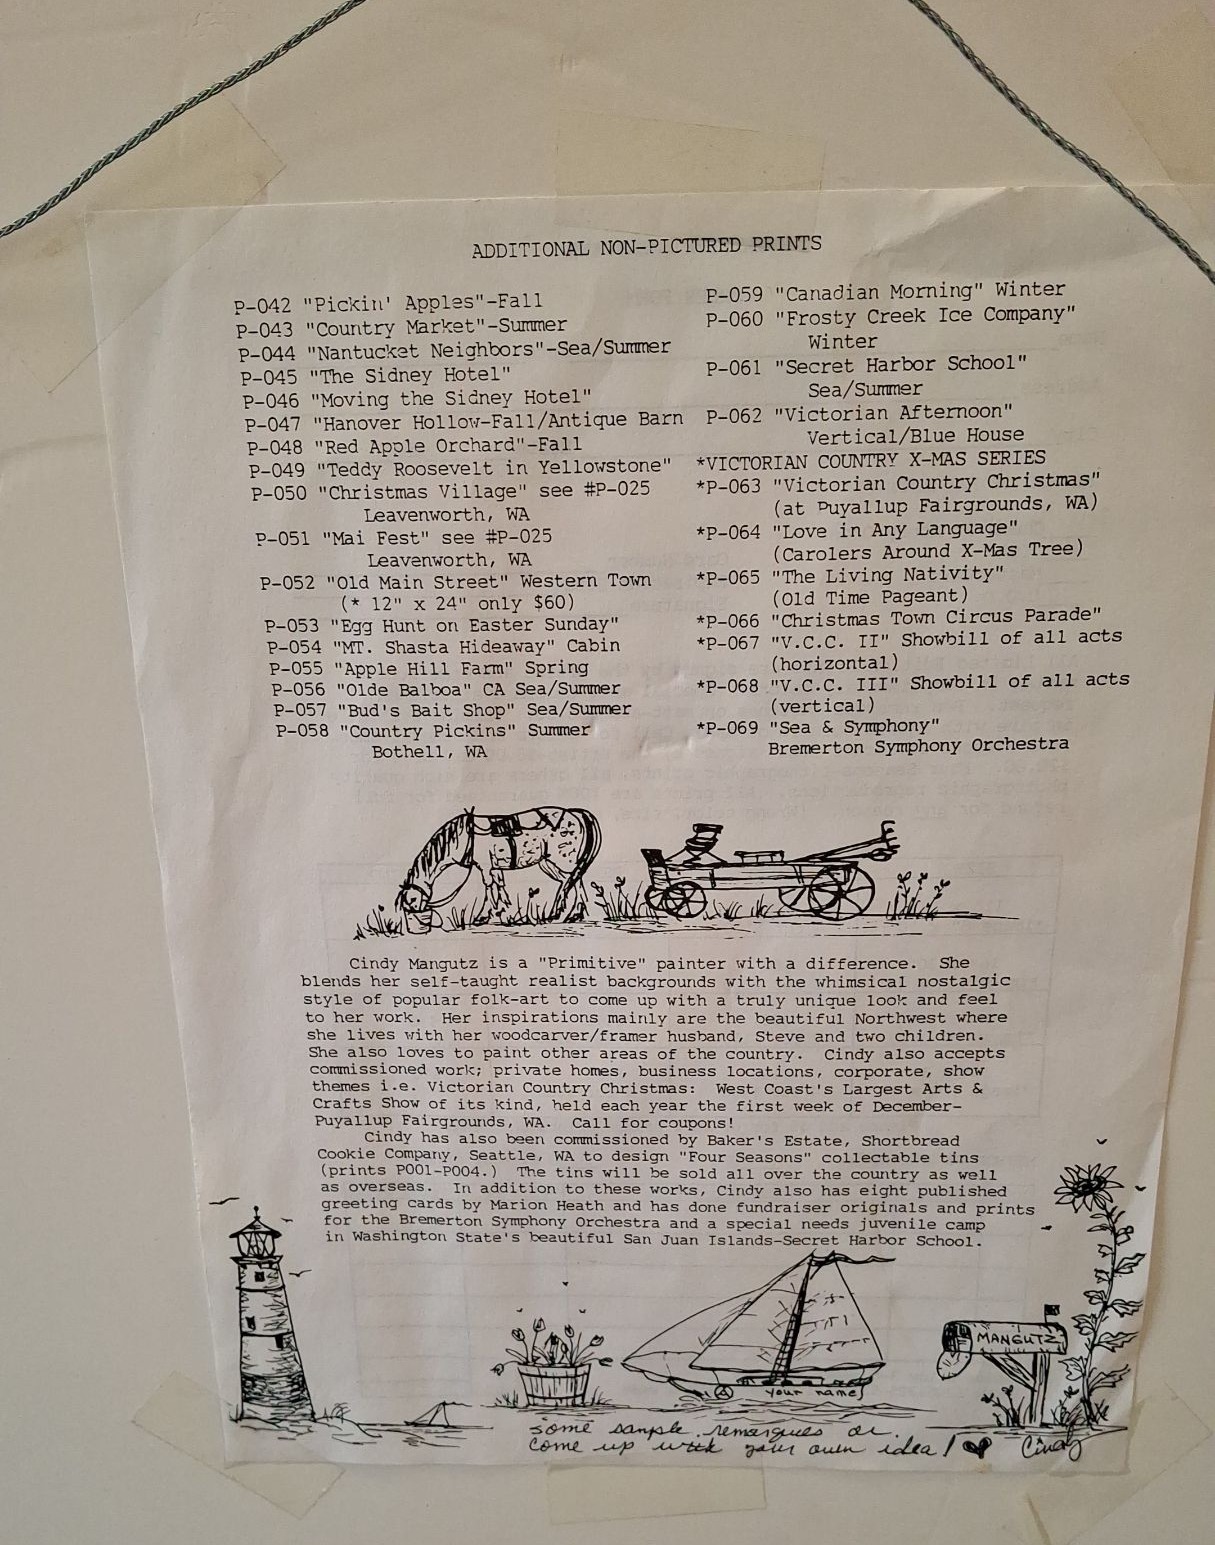 ADDITIONAL NON-PICTURED PRINTS
P-042 "Pickin' Apples"-Fall
P-043 "Country Market"-Summer
P-044 "Nantucket Neighbors"-Sea/Summer
P-045 "The Sidney Hotel"
P-046 "Moving the Sidney Hotel"
P-047 "Hanover Hollow-Fall/Antique Barn
P-048 "Red Apple Orchard"-Fall
P-049 "Teddy Roosevelt in Yellowstone"
P-050 "Christmas Village" see #P-025
Leavenworth, WA
P-051 "Mai Fest" see #P-025
Leavenworth, WA
P-052 "Old Main Street" Western Town
(* 12" x 24" only $60)
P-053 "Egg Hunt on Easter Sunday"
P-054 "MT. Shasta Hideaway" Cabin
P-055 "Apple Hill Farm" Spring
P-056 "Olde Balboa" CA Sea/Summer
P-057 "Bud's Bait Shop" Sea/Summer
P-058 "Country Pickins" Summer
Bothell, WA
P-059 "Canadian Morning" Winter
P-060 "Frosty Creek Ice Company"
Winter
P-061 "Secret Harbor School"
Sea/Summer
P-062 "Victorian Afternoon"
Vertical/Blue House
*VICTORIAN COUNTRY X-MAS SERIES
*P-063 "Victorian Country Christmas"
(at Puyallup Fairgrounds, WA)
*P-064 "Love in Any Language"
(Carolers Around X-Mas Tree)
*P-065 "The Living Nativity"
(Old Time Pageant)
*P-066 "Christmas Town Circus Parade"
*P-067 "V.C.C. II" Showbill of all acts
(horizontal)
*P-068 "V.C.C. III" Showbill of all acts
(vertical)
*P-069 "Sea & Symphony"
Bremerton Symphony Orchestra
Cindy Mangutz is a "Primitive" painter with a difference. She
blends her self-taught realist backgrounds with the whimsical nostalgic
style of popular folk-art to come up with a truly unique look and feel
to her work. Her inspirations mainly are the beautiful Northwest where
she lives with her woodcarver/framer husband, Steve and two children.
She also loves to paint other areas of the country. Cindy also accepts
commissioned work; private homes, business locations, corporate, show
themes i.e. Victorian Country Christmas: West Coast's Largest Arts &
Crafts Show of its kind, held each year the first week of December-
Puyallup Fairgrounds, WA. Call for coupons!
Cindy has also been commissioned by Baker's Estate, Shortbread
Cookie Company, Seattle, WA to design "Four Seasons" collectable tins
(prints P001-P004.) The tins will be sold all over the country as well
as overseas. In addition to these works, Cindy also has eight published
greeting cards by Marion Heath and has done fundraiser originals and prints
for the Bremerton Symphony Orchestra and a special needs juvenile camp
in Washington State's beautiful San Juan Islands-Secret Harbor School.
MANGUTZ
your name
some sample remarques or
come up with your own idea! Cindy